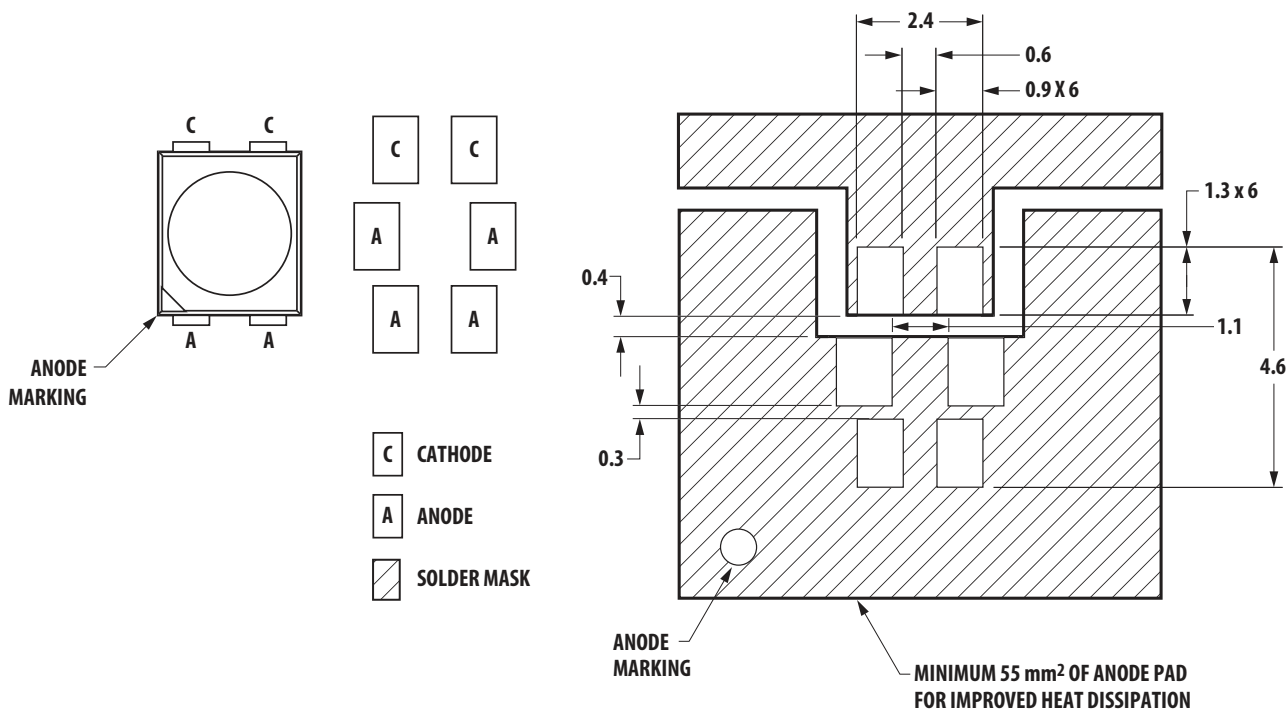 C C
A A
ANODE
MARKING
C C
A A
A A
C CATHODE
A ANODE
SOLDER MASK
2.4
0.6
0.9 X 6
1.3 x 6
0.4
1.1
4.6
0.3
ANODE
MARKING
MINIMUM 55 mm² OF ANODE PAD
FOR IMPROVED HEAT DISSIPATION